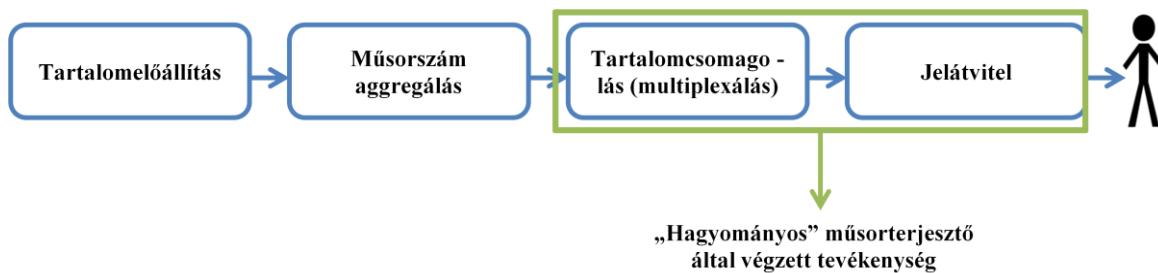 Tartalomelőállítás
Műsorszám
aggregálás
Tartalomcsomago -
lás (multiplexálás)
Jelátvitel
„Hagyományos” műsorterjesztő
által végzett tevékenység